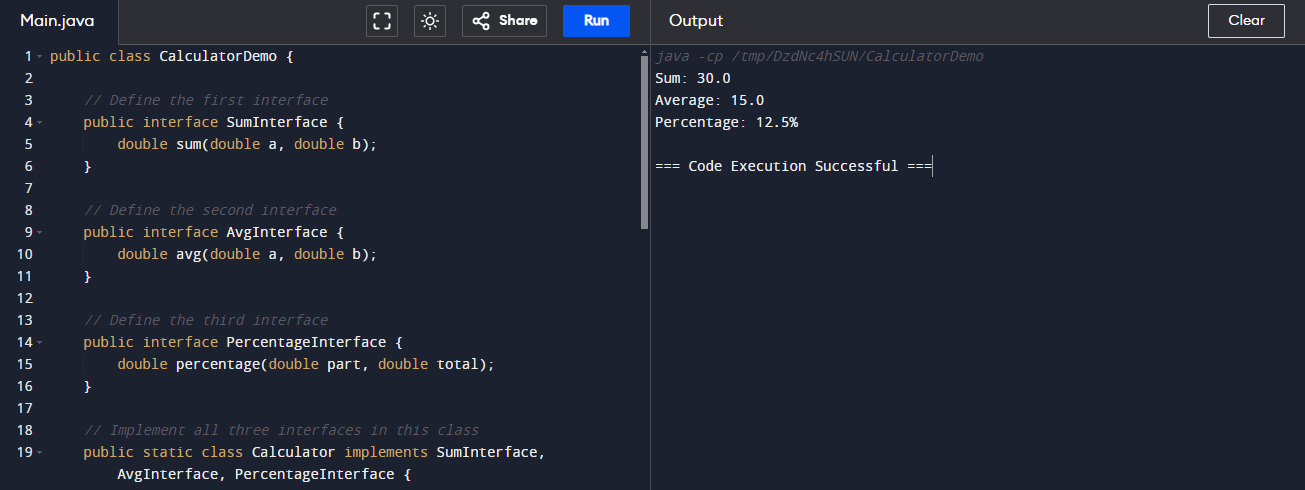 Main.java
Share
Run
Output
Clear
1 public class CalculatorDemo {
2
3 // Define the first interface
4 public interface SumInterface {
5 double sum(double a, double b);
6 }
7
8 // Define the second interface
9 public interface AvgInterface {
10 double avg(double a, double b);
11 }
12
13 // Define the third interface
14 public interface PercentageInterface {
15 double percentage(double part, double total);
16 }
17
18 // Implement all three interfaces in this class
19 public static class Calculator implements SumInterface,
AvgInterface, PercentageInterface {
java -cp /tmp/DzdNc4hSUN/CalculatorDemo
Sum: 30.0
Average: 15.0
Percentage: 12.5%
=== Code Execution Successful ===